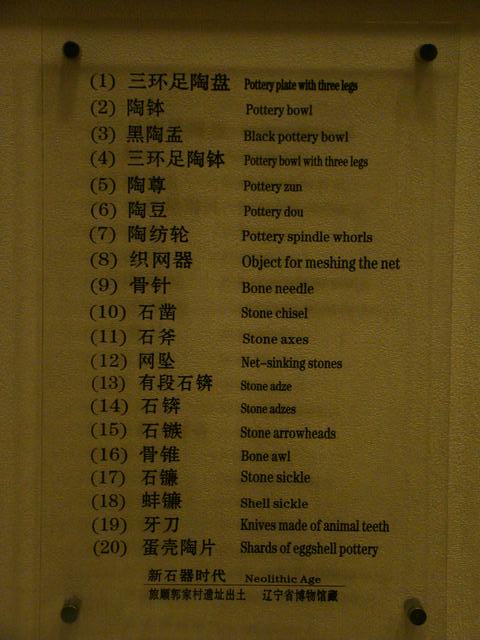 (1) 三环足陶盘 Pottery plate with three legs
(2) 陶钵 Pottery bowl
(3) 黑陶盂 Black pottery bowl
(4) 三环足陶钵 Pottery bowl with three legs
(5) 陶尊 Pottery zun
(6) 陶豆 Pottery dou
(7) 陶纺轮 Pottery spindle whorls
(8) 织网器 Object for meshing the net
(9) 骨针 Bone needle
(10) 石凿 Stone chisel
(11) 石斧 Stone axes
(12) 网坠 Net-sinking stones
(13) 有段石锛 Stone adze
(14) 石锛 Stone adzes
(15) 石镞 Stone arrowheads
(16) 骨锥 Bone awl
(17) 石镰 Stone sickle
(18) 蚌镰 Shell sickle
(19) 牙刀 Knives made of animal teeth
(20) 蛋壳陶片 Shards of eggshell pottery
新石器时代 Neolithic Age
旅顺郭家村遗址出土 辽宁省博物馆藏